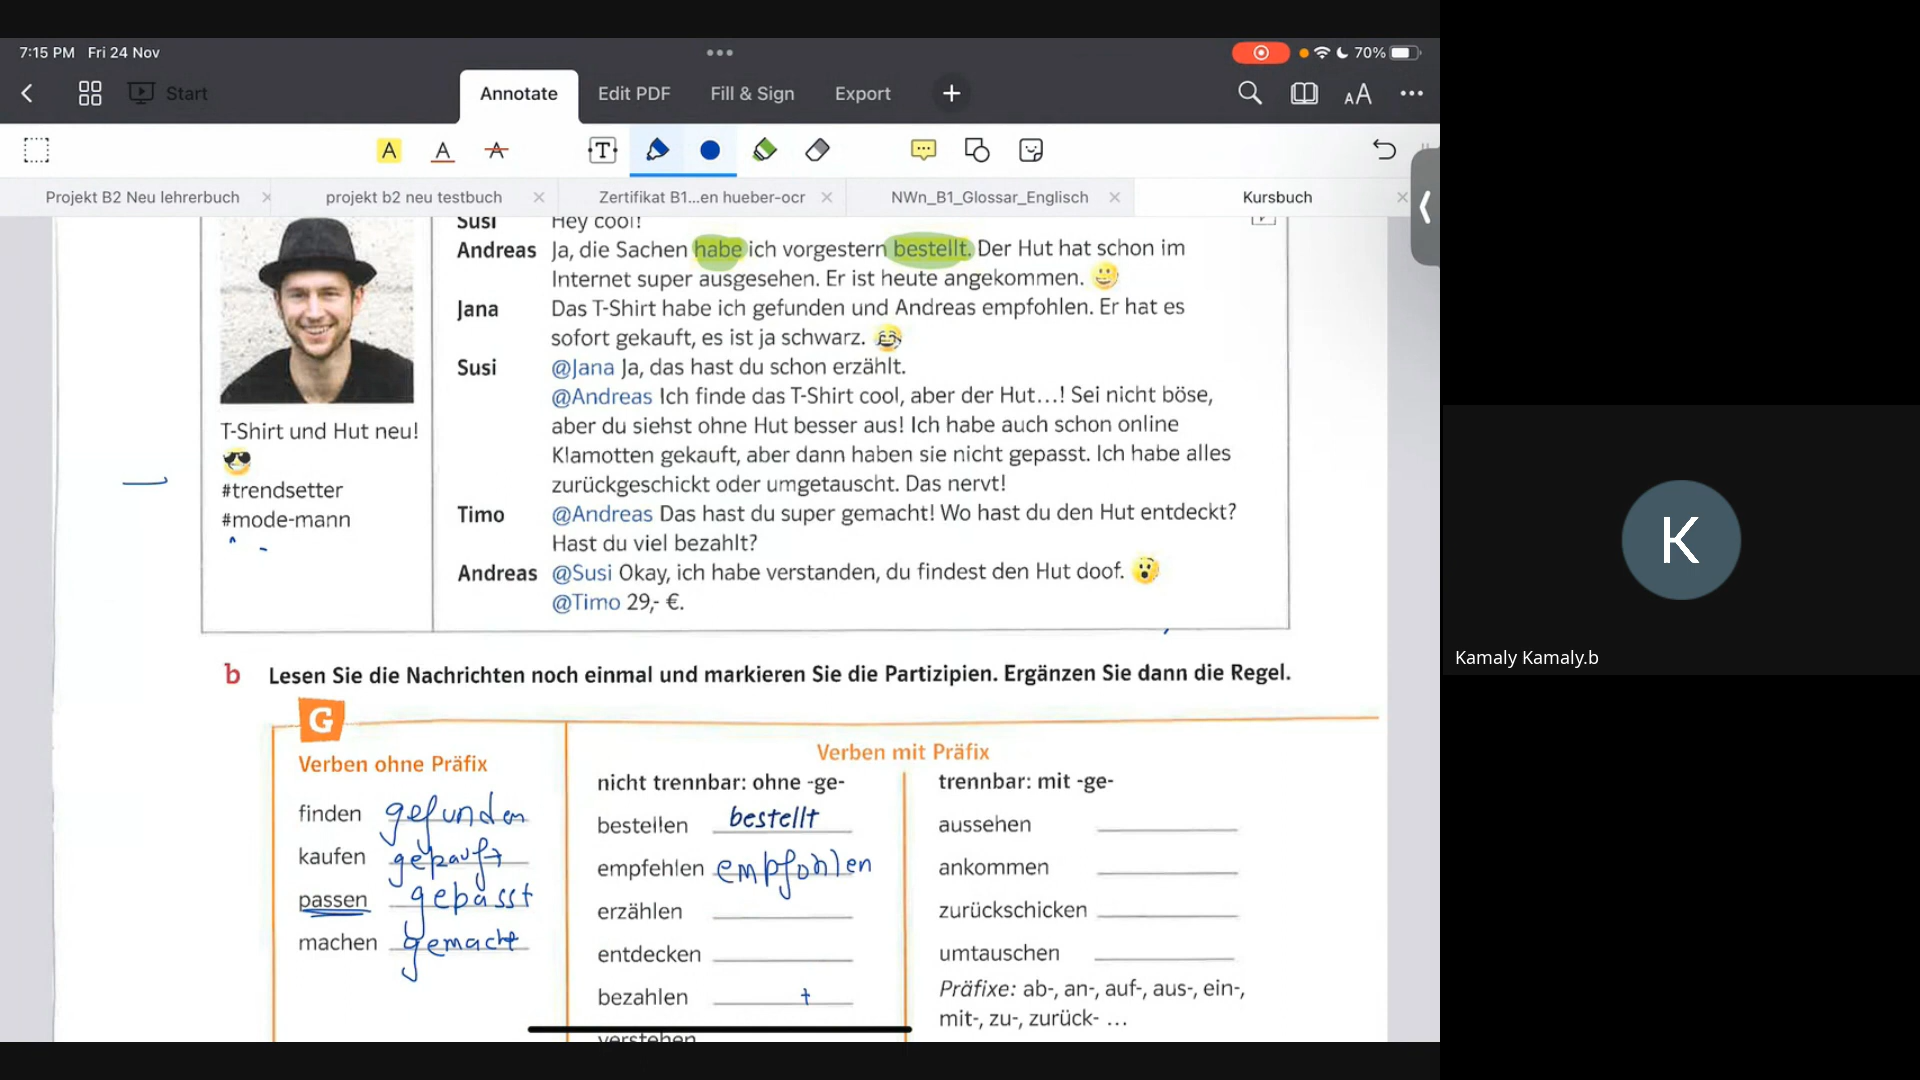 7:15 PM Fri 24 Nov
70%
Start
Annotate
Edit PDF
Fill & Sign
Export
Projekt B2 Neu lehrerbuch
projekt b2 neu testbuch
Zertifikat B1...en hueber-ocr
NWn_B1_Glossar_Englisch
Kursbuch
Susi Hey cool!
Andreas Ja, die Sachen habe ich vorgestern bestellt. Der Hut hat schon im
Internet super ausgesehen. Er ist heute angekommen.
Jana Das T-Shirt habe ich gefunden und Andreas empfohlen. Er hat es
sofort gekauft, es ist ja schwarz.
Susi @Jana Ja, das hast du schon erzählt.
@Andreas Ich finde das T-Shirt cool, aber der Hut...! Sei nicht böse,
aber du siehst ohne Hut besser aus! Ich habe auch schon online
Klamotten gekauft, aber dann haben sie nicht gepasst. Ich habe alles
zurückgeschickt oder umgetauscht. Das nervt!
Timo @Andreas Das hast du super gemacht! Wo hast du den Hut entdeckt?
Hast du viel bezahlt?
Andreas @Susi Okay, ich habe verstanden, du findest den Hut doof.
@Timo 29,- €.
T-Shirt und Hut neu!
#trendsetter
#mode-mann
b Lesen Sie die Nachrichten noch einmal und markieren Sie die Partizipien. Ergänzen Sie dann die Regel.
G
Verben ohne Präfix
finden gefunden
kaufen gekauft
passen gepasst
machen gemacht
Verben mit Präfix
nicht trennbar: ohne -ge-
bestellen bestellt
empfehlen empfohlen
erzählen
entdecken
bezahlen t
verstehen
trennbar: mit -ge-
aussehen
ankommen
zurückschicken
umtauschen
Präfixe: ab-, an-, auf-, aus-, ein-,
mit-, zu-, zurück- ...
K
Kamaly Kamaly.b